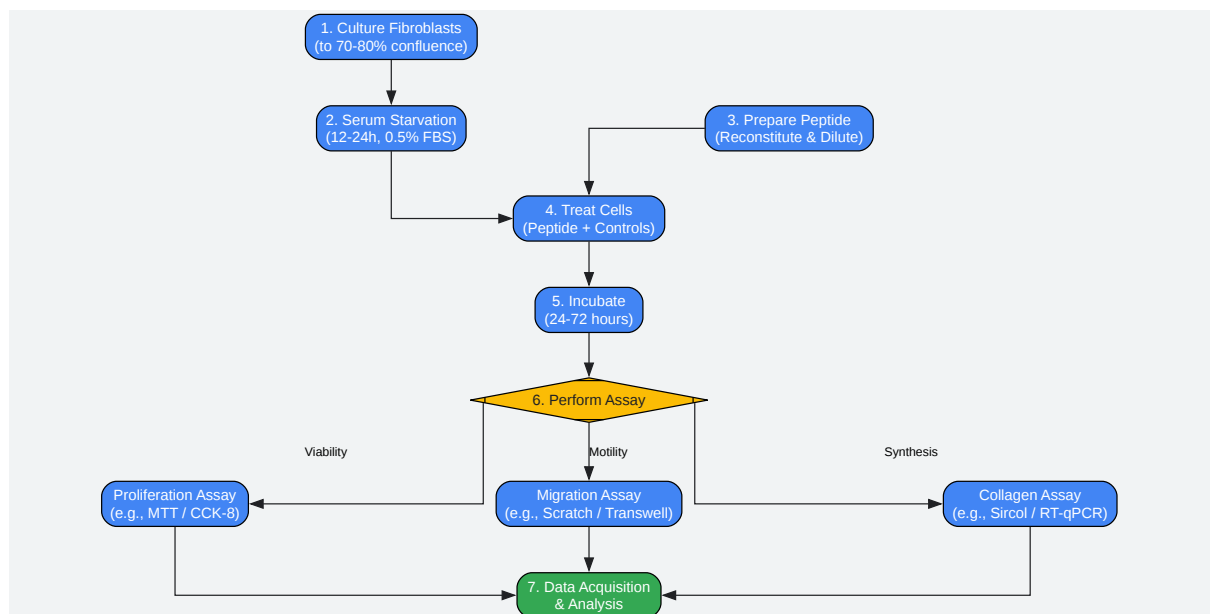 1. Culture Fibroblasts
(to 70-80% confluence)
2. Serum Starvation
(12-24h, 0.5% FBS)
3. Prepare Peptide
(Reconstitute & Dilute)
4. Treat Cells
(Peptide + Controls)
5. Incubate
(24-72 hours)
6. Perform Assay
Viability
Motility
Synthesis
Proliferation Assay
(e.g., MTT / CCK-8)
Migration Assay
(e.g., Scratch / Transwell)
Collagen Assay
(e.g., Sircol / RT-qPCR)
7. Data Acquisition
& Analysis